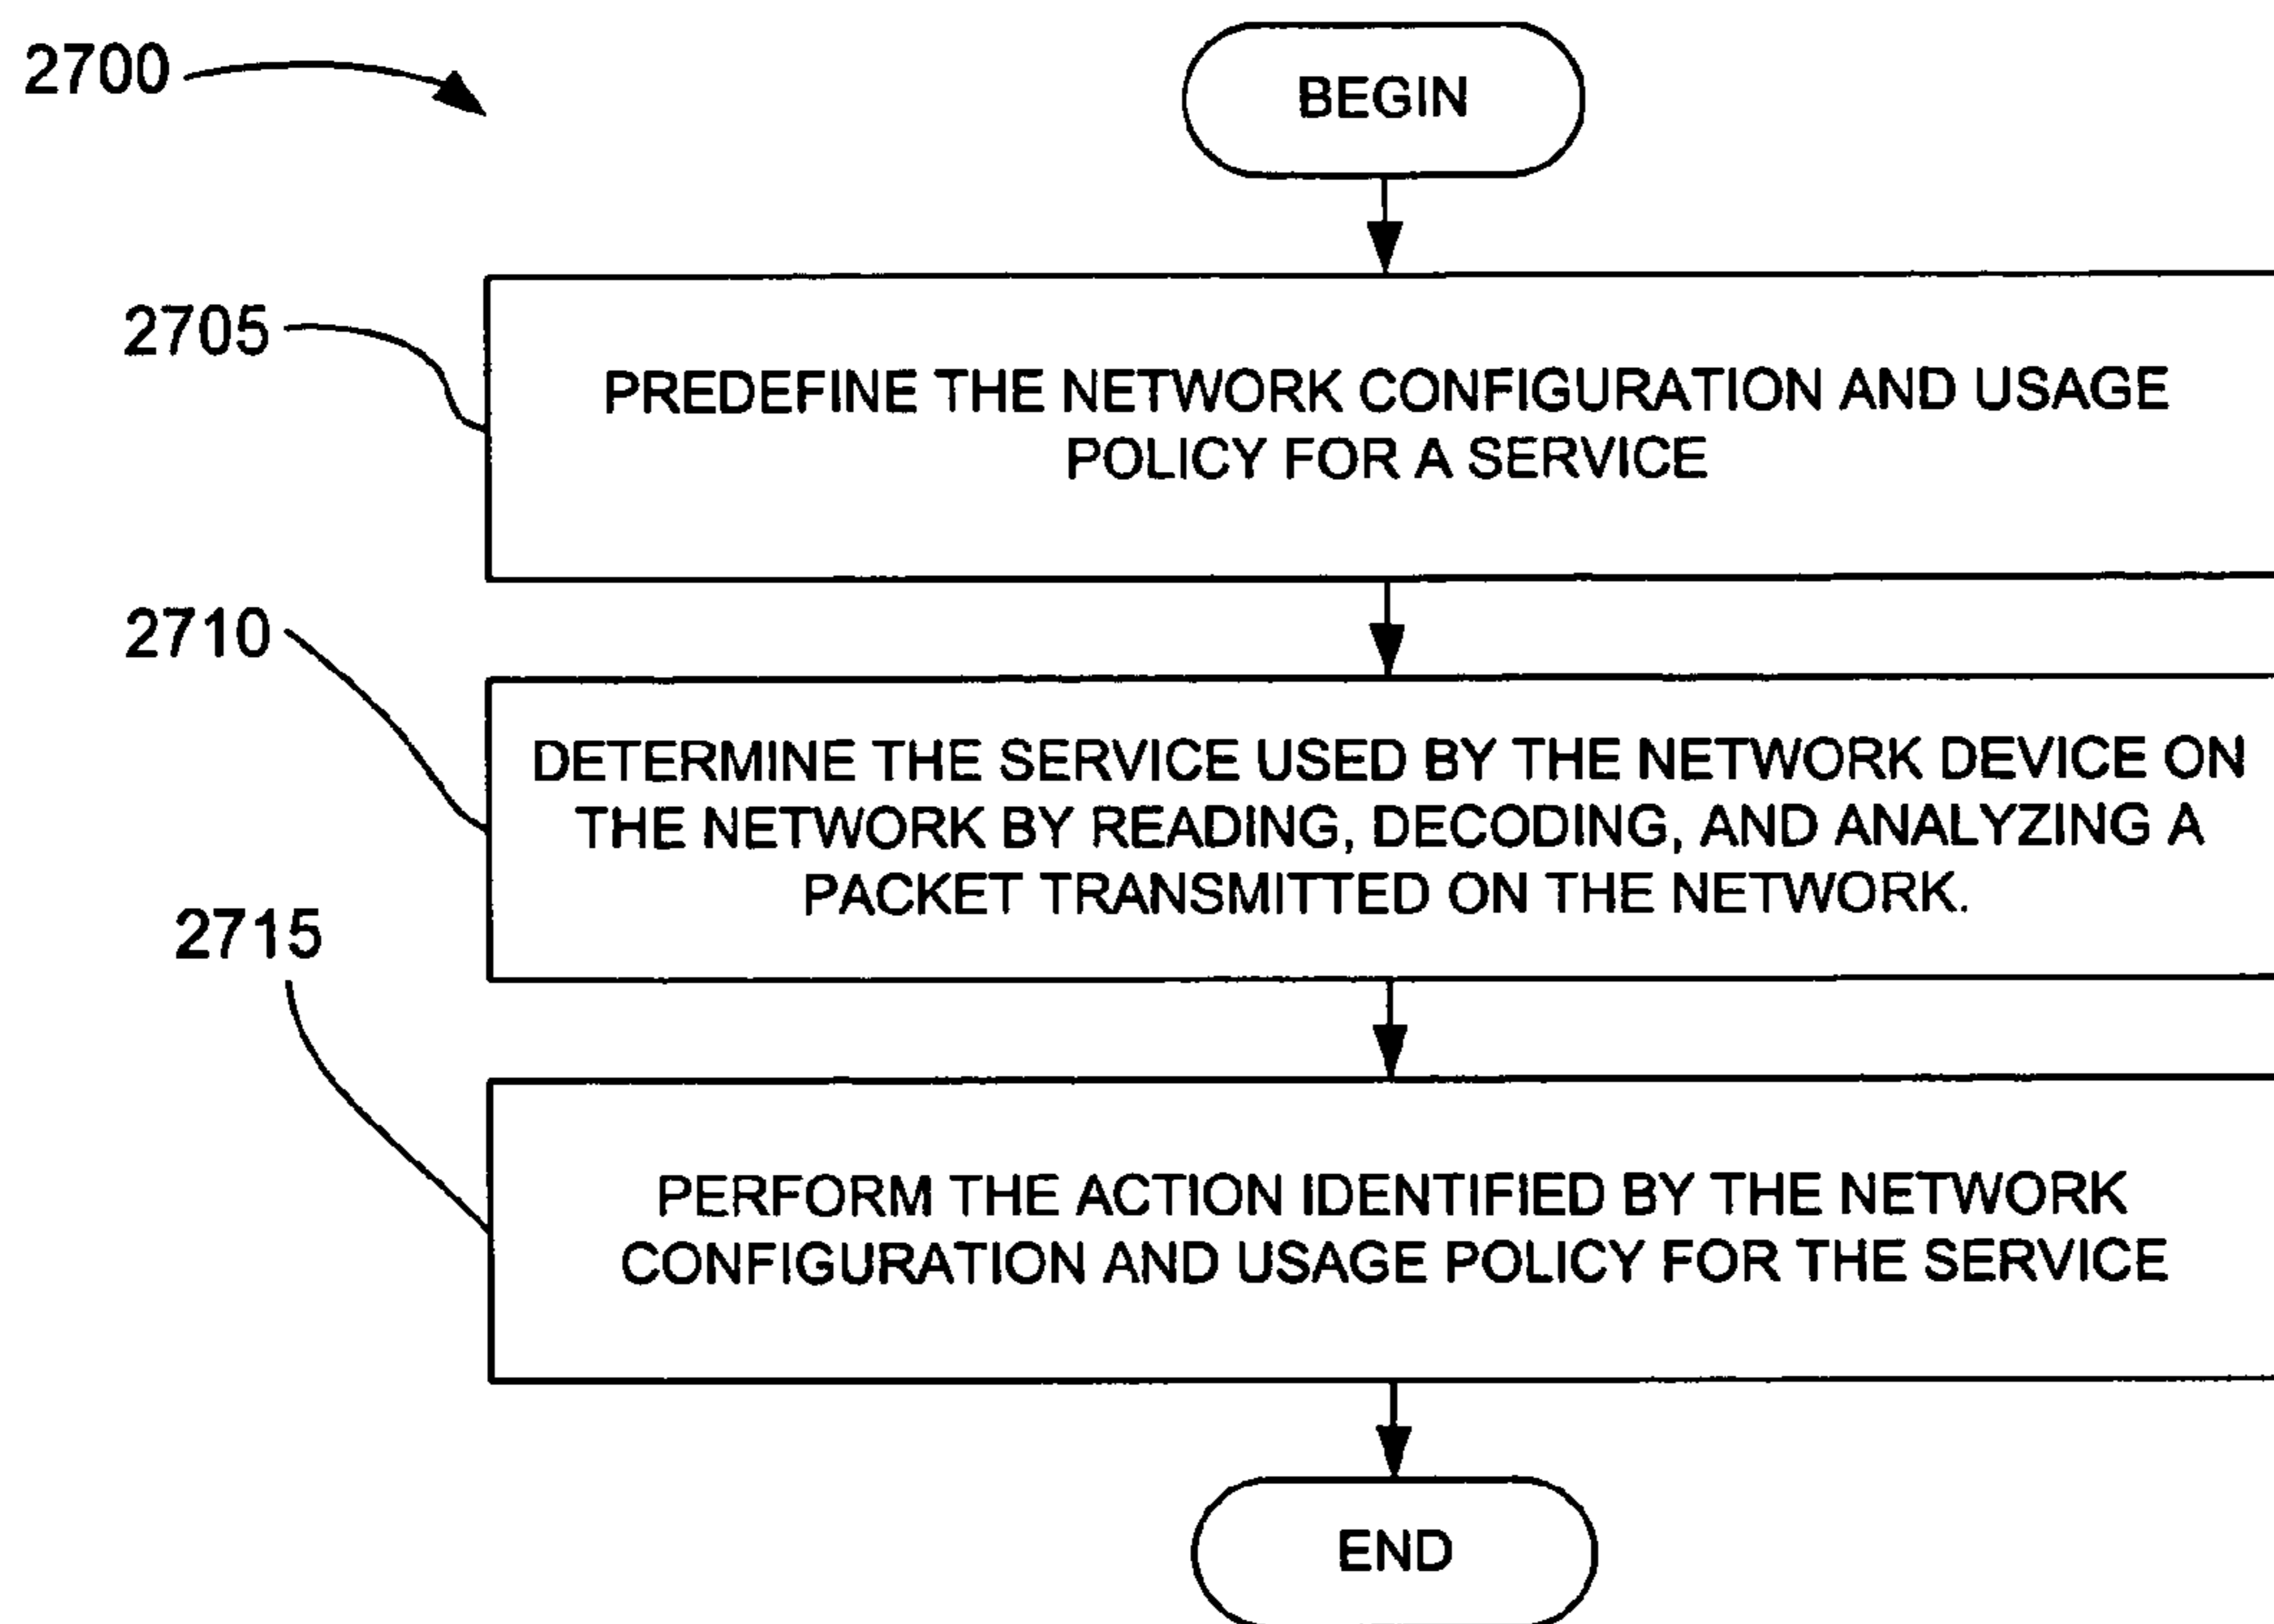 2700
BEGIN
2705
PREDEFINE THE NETWORK CONFIGURATION AND USAGE
POLICY FOR A SERVICE
2710
DETERMINE THE SERVICE USED BY THE NETWORK DEVICE ON
THE NETWORK BY READING, DECODING, AND ANALYZING A
PACKET TRANSMITTED ON THE NETWORK.
2715
PERFORM THE ACTION IDENTIFIED BY THE NETWORK
CONFIGURATION AND USAGE POLICY FOR THE SERVICE
END